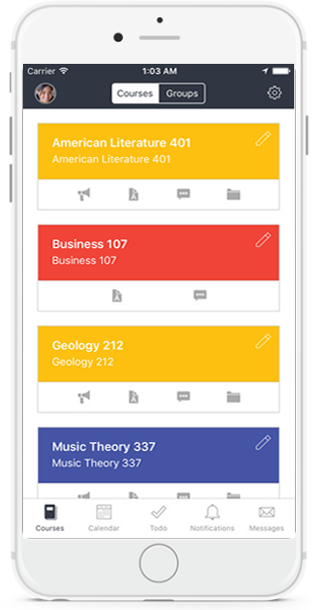 Carrier 1:03 AM
Courses Groups
American Literature 401
American Literature 401
Business 107
Business 107
Geology 212
Geology 212
Music Theory 337
Music Theory 337
Courses Calendar Todo Notifications Messages